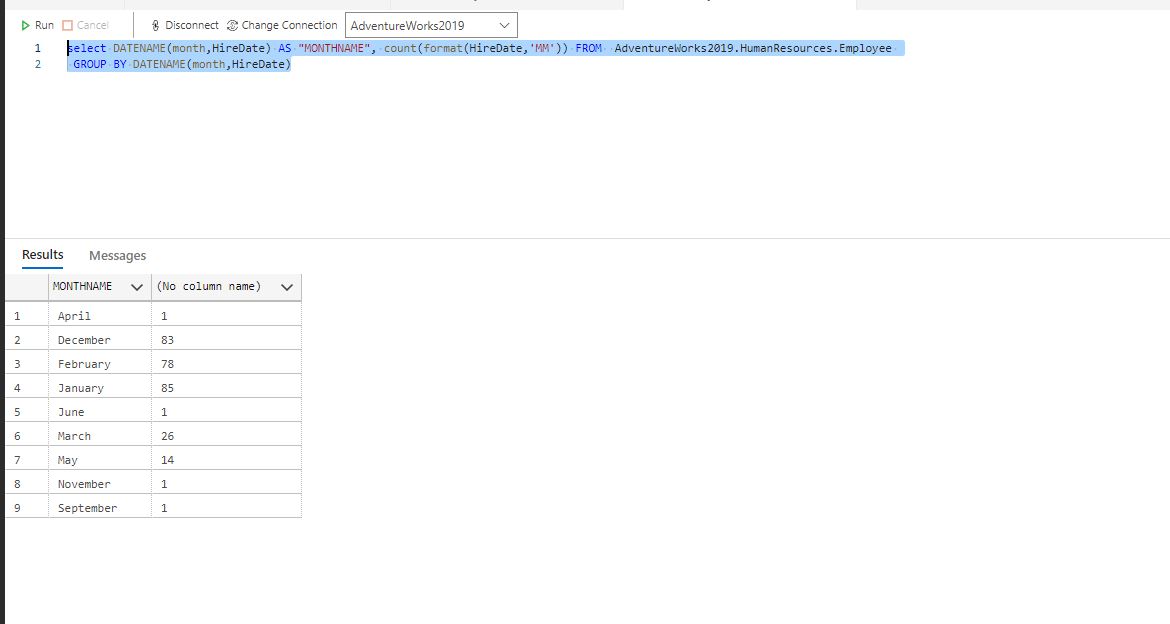 Run Cancel Disconnect Change Connection AdventureWorks2019
1 select DATENAME(month,HireDate) AS "MONTHNAME", count(format(HireDate,'MM')) FROM AdventureWorks2019.HumanResources.Employee
2 GROUP BY DATENAME(month,HireDate)
Results Messages
MONTHNAME (No column name)
1 April 1
2 December 83
3 February 78
4 January 85
5 June 1
6 March 26
7 May 14
8 November 1
9 September 1